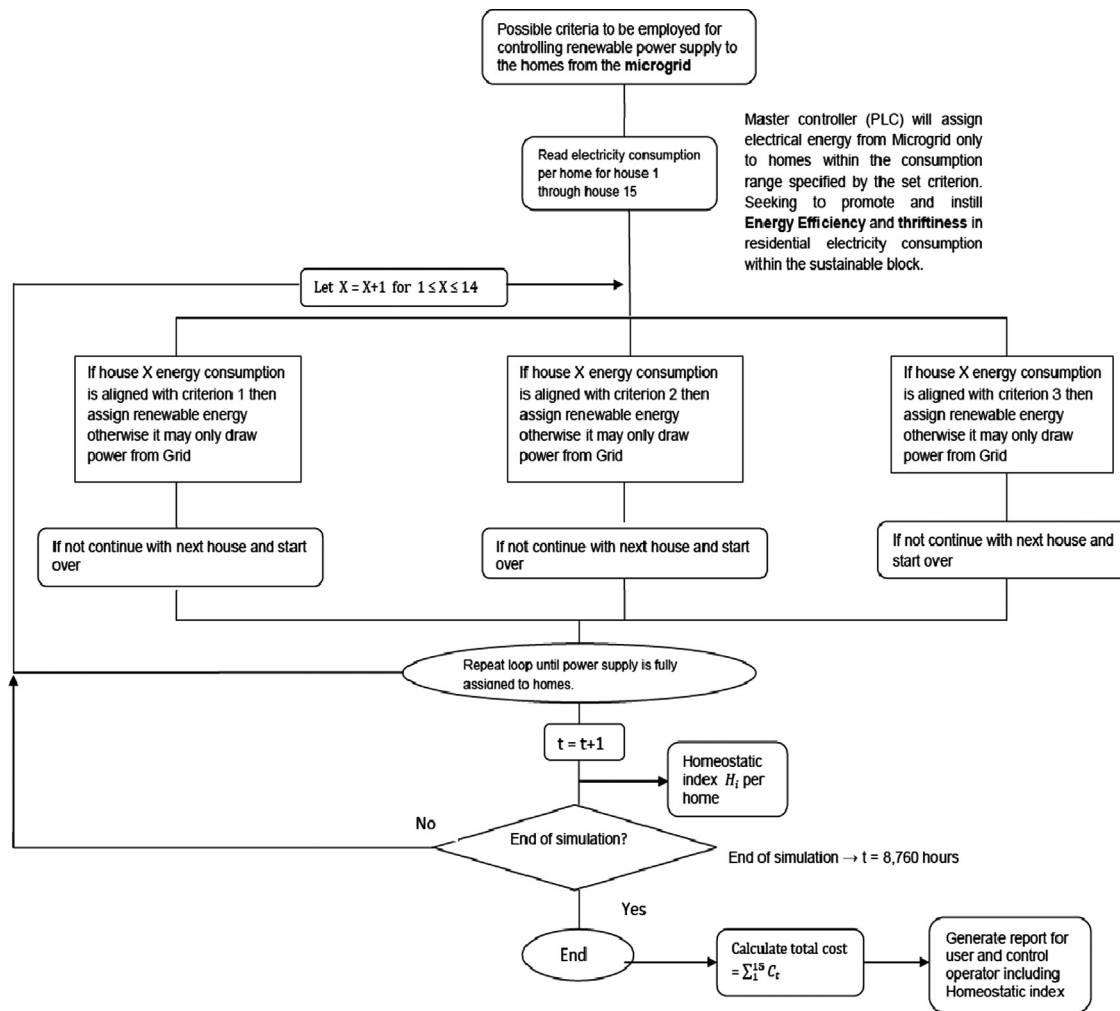 Possible criteria to be employed for
controlling renewable power supply to
the homes from the microgrid
Master controller (PLC) will assign
electrical energy from Microgrid only
to homes within the consumption
range specified by the set criterion.
Seeking to promote and instill
Energy Efficiency and thriftiness in
residential electricity consumption
within the sustainable block.
Read electricity consumption
per home for house 1
through house 15
Let X = X+1 for 1 ≤ X ≤ 14
If house X energy consumption
is aligned with criterion 1 then
assign renewable energy
otherwise it may only draw
power from Grid
If house X energy consumption
is aligned with criterion 2 then
assign renewable energy
otherwise it may only draw
power from Grid
If house X energy consumption
is aligned with criterion 3 then
assign renewable energy
otherwise it may only draw
power from Grid
If not continue with next house and start
over
If not continue with next house and start
over
If not continue with next house and
start over
Repeat loop until power supply is fully
assigned to homes.
t = t+1
Homeostatic
index H_i per
home
No
End of simulation?
End of simulation → t = 8,760 hours
Yes
End
Calculate total cost
= ∑₁¹⁵ C_t
Generate report for
user and control
operator including
Homeostatic index